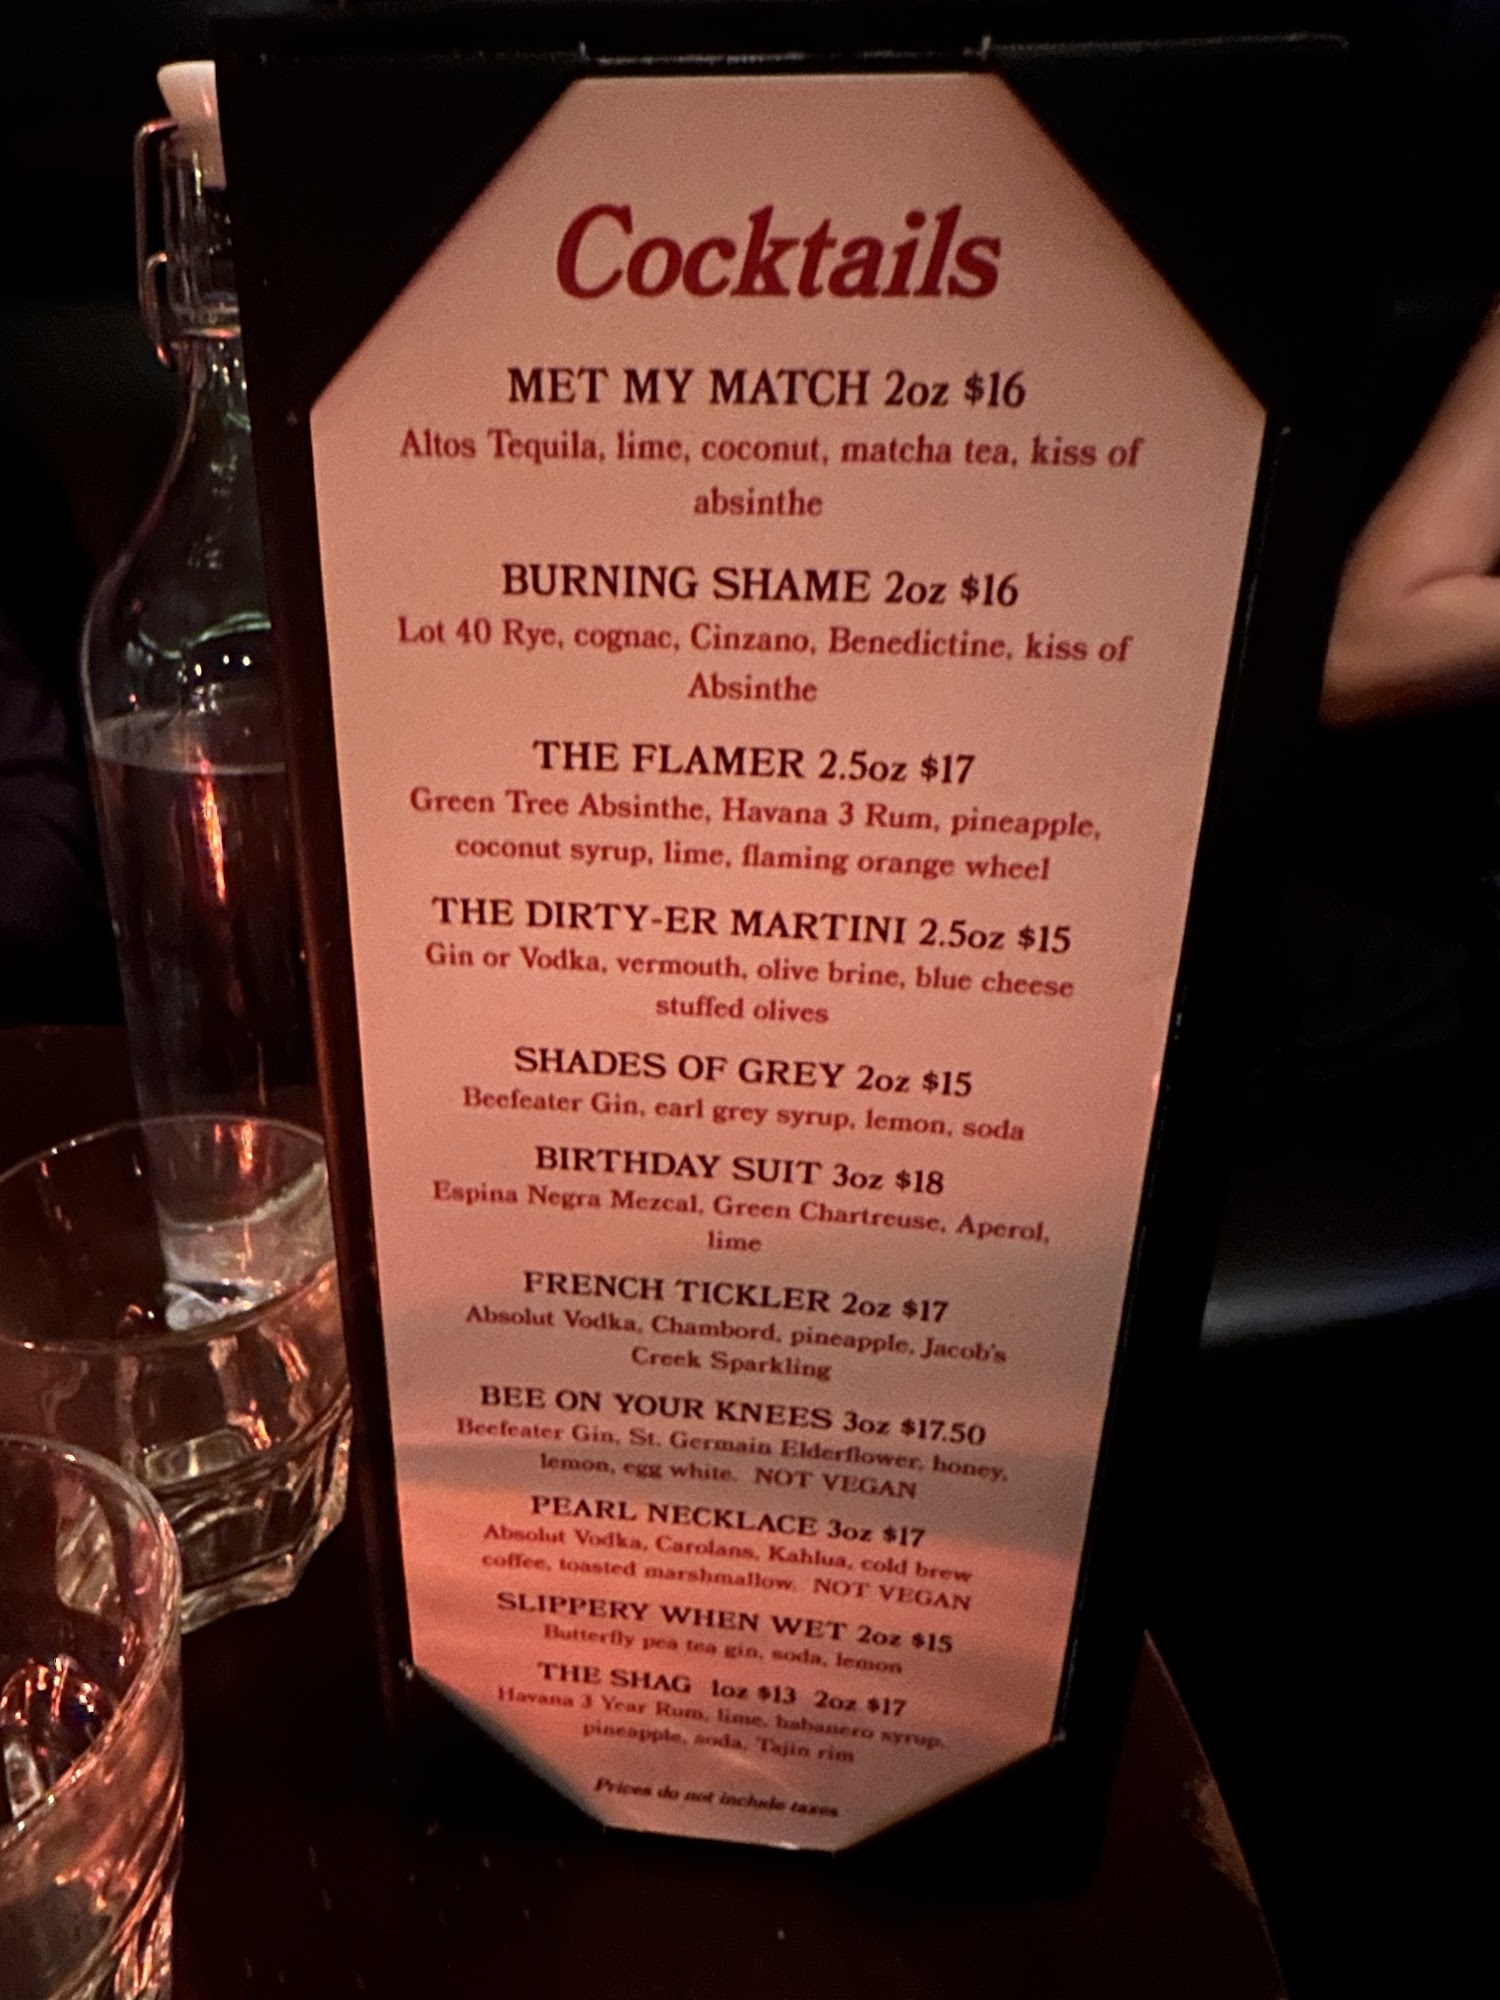 Cocktails
MET MY MATCH 2oz $16
Altos Tequila, lime, coconut, matcha tea, kiss of
absinthe
BURNING SHAME 2oz $16
Lot 40 Rye, cognac, Cinzano, Benedictine, kiss of
Absinthe
THE FLAMER 2.5oz $17
Green Tree Absinthe, Havana 3 Rum, pineapple,
coconut syrup, lime, flaming orange wheel
THE DIRTY-ER MARTINI 2.5oz $15
Gin or Vodka, vermouth, olive brine, blue cheese
stuffed olives
SHADES OF GREY 2oz $15
Beefeater Gin, earl grey syrup, lemon, soda
BIRTHDAY SUIT 3oz $18
Espina Negra Mezcal, Green Chartreuse, Aperol,
lime
FRENCH TICKLER 2oz $17
Absolut Vodka, Chambord, pineapple, Jacob's
Creek Sparkling
BEE ON YOUR KNEES 3oz $17.50
Beefeater Gin, St. Germain Elderflower, honey,
lemon, egg white. NOT VEGAN
PEARL NECKLACE 3oz $17
Absolut Vodka, Carolans, Kahlua, cold brew
coffee, toasted marshmallow. NOT VEGAN
SLIPPERY WHEN WET 2oz $15
Butterfly pea tea gin, soda, lemon
THE SHAG 1oz $13 2oz $17
Havana 3 Year Rum, lime, habanero syrup,
pineapple, soda, Tajin rim
Prices do not include taxes